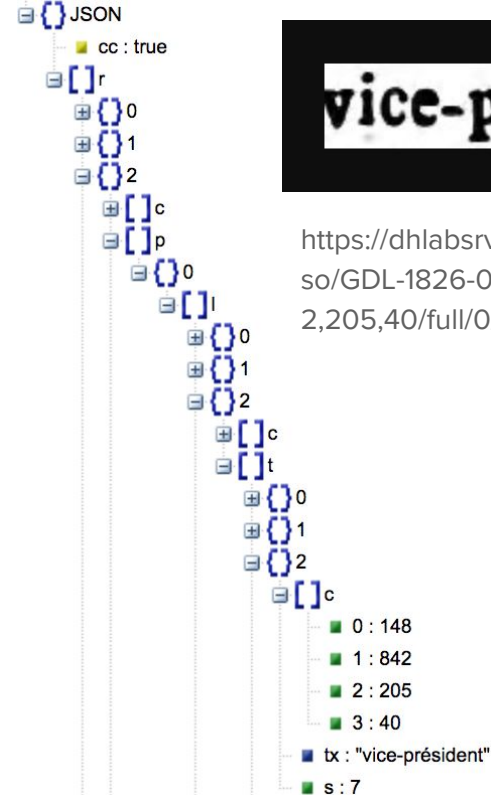 JSON
cc : true
r
0
1
2
c
p
0
l
0
1
2
c
t
0
1
2
c
0 : 148
1 : 842
2 : 205
3 : 40
tx : "vice-président"
s : 7
vice-p
https://dhlabsrv
so/GDL-1826-0
2,205,40/full/0